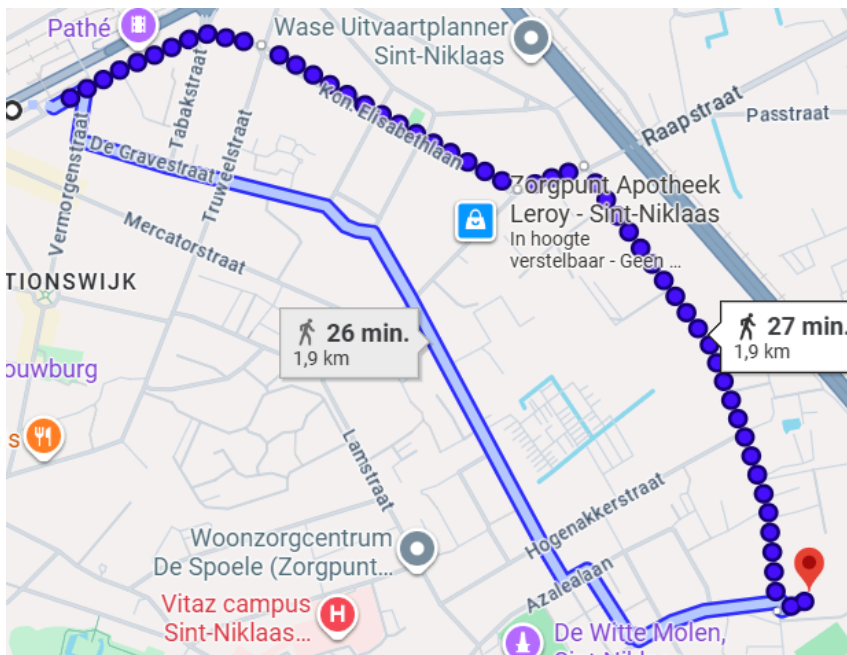 Pathé
Wase Uitvaartplanner
Sint-Niklaas
Tabakstraat
Kon. Elisabethlaan
Raapstraat
Passtraat
De Gravestraat
Truweelstraat
Vermorgenstraat
Mercatorstraat
Zorgpunt Apotheek
Leroy - Sint-Niklaas
In hoogte
verstelbaar - Geen ...
TIONSWIJK
26 min.
1,9 km
27 min.
1,9 km
ouwburg
s
Lamstraat
Hogenakkerstraat
Woonzorgcentrum
De Spoele (Zorgpunt...
Azalealaan
Vitaz campus
Sint-Niklaas...
H
De Witte Molen,